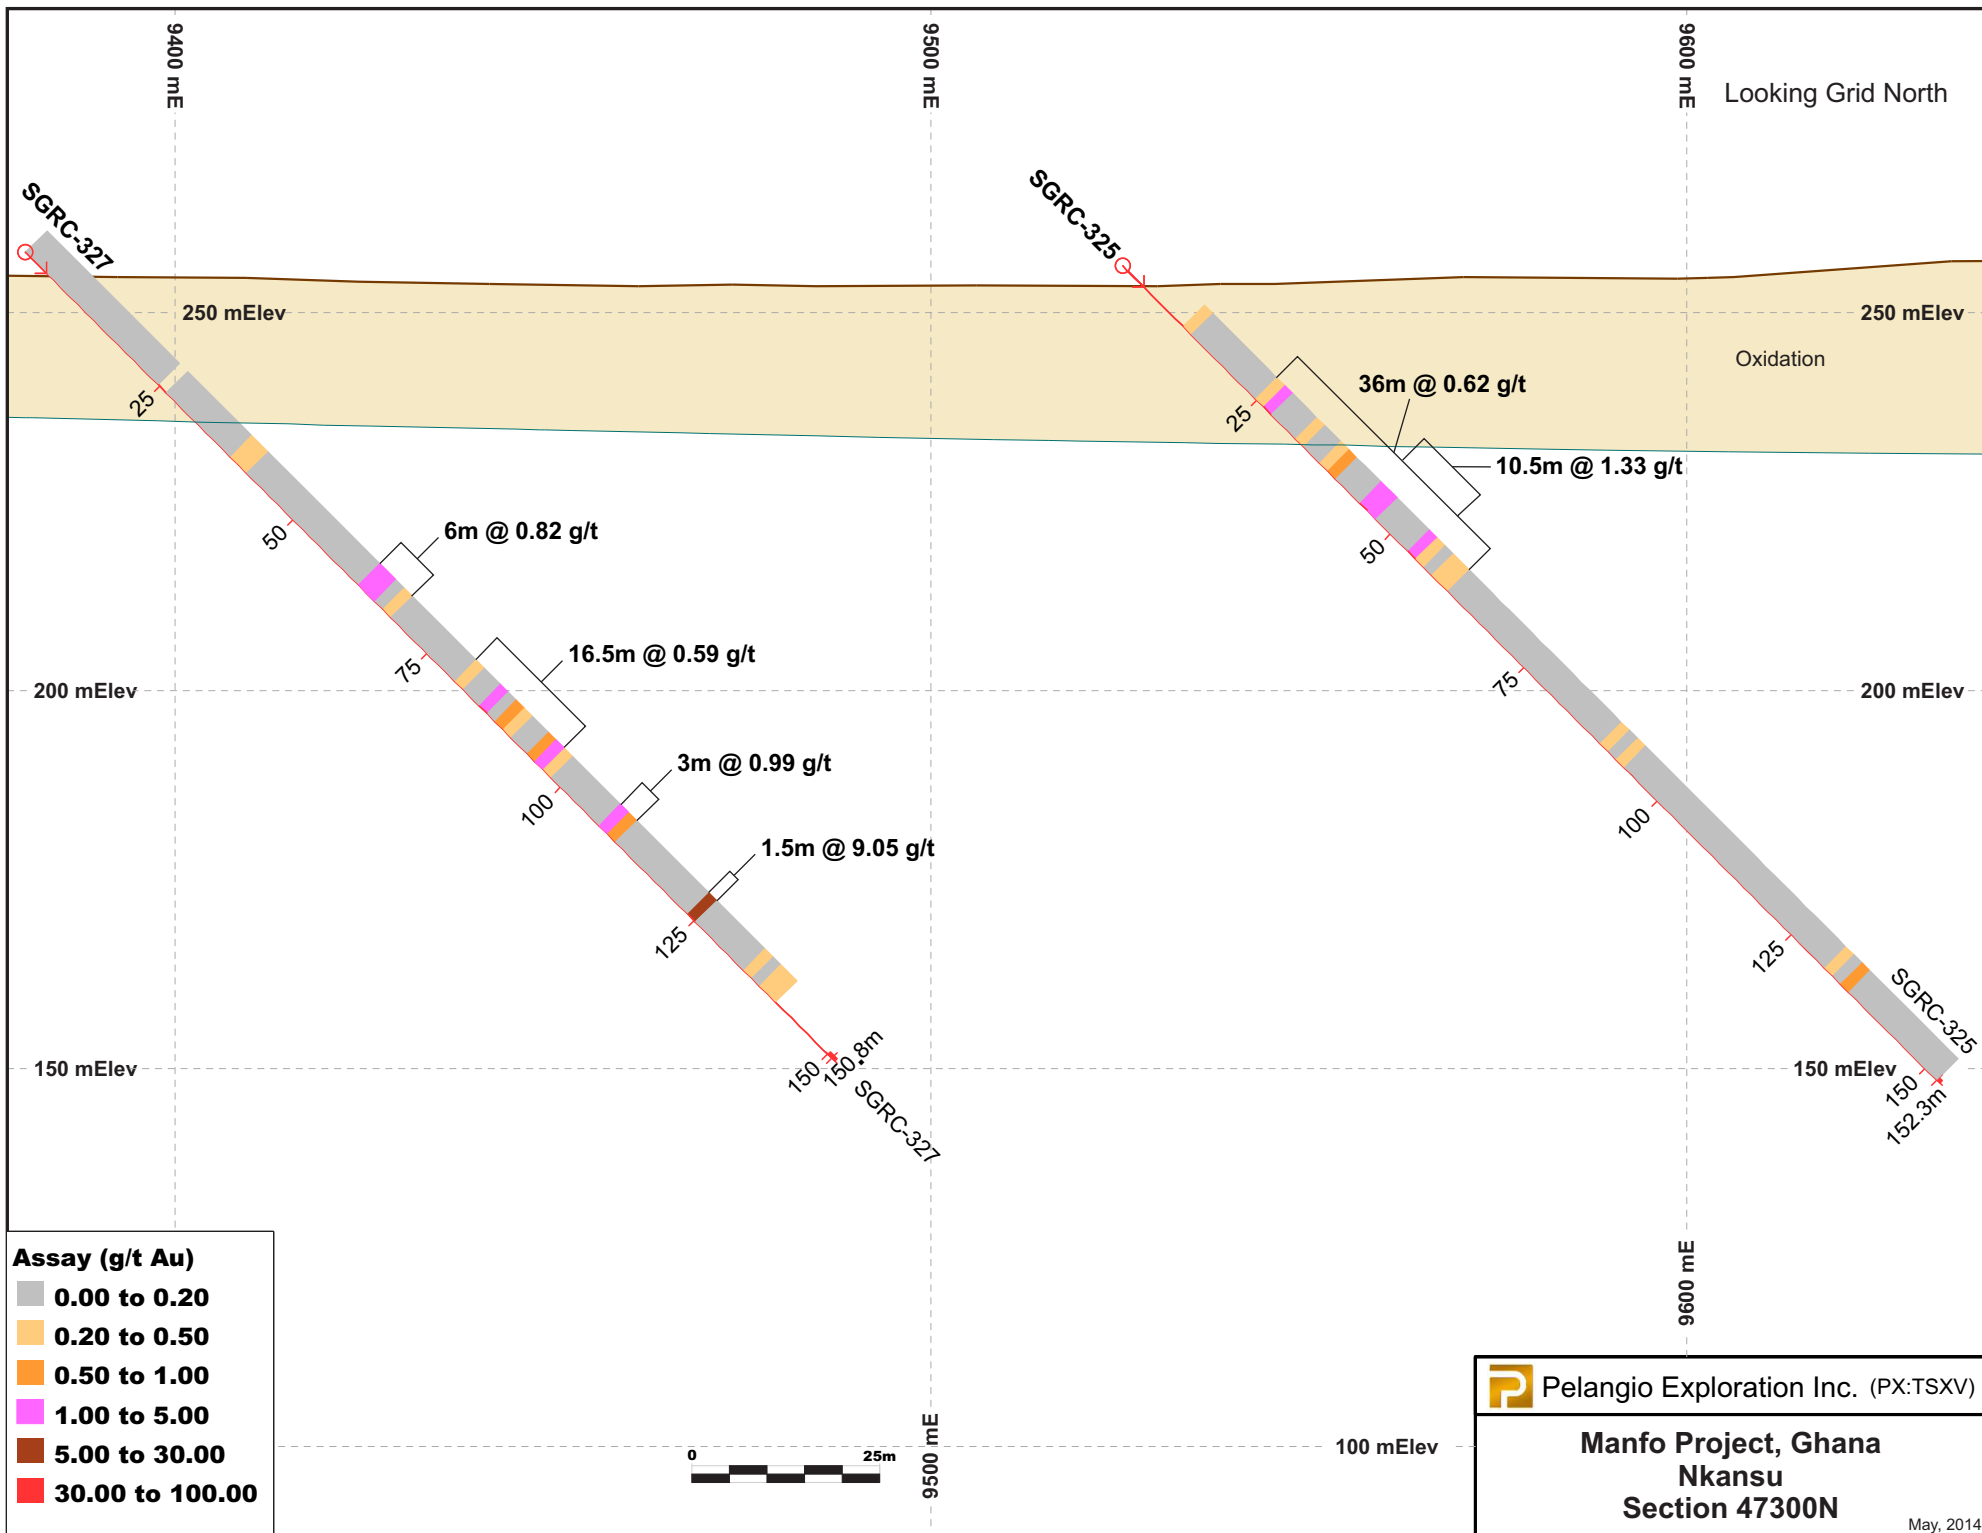 9400 mE
9500 mE
9600 mE
Looking Grid North
SGRC-327
SGRC-325
250 mElev
250 mElev
Oxidation
36m @ 0.62 g/t
25
25
10.5m @ 1.33 g/t
50
6m @ 0.82 g/t
50
16.5m @ 0.59 g/t
75
75
200 mElev
200 mElev
3m @ 0.99 g/t
100
100
1.5m @ 9.05 g/t
125
125
SGRC-325
150 mElev
150
150.8m
SGRC-327
150 mElev
150
152.3m
Assay (g/t Au)
0.00 to 0.20
0.20 to 0.50
0.50 to 1.00
1.00 to 5.00
5.00 to 30.00
30.00 to 100.00
0 25m
9500 mE
100 mElev
9600 mE
Pelangio Exploration Inc. (PX:TSXV)
Manfo Project, Ghana
Nkansu
Section 47300N
May, 2014